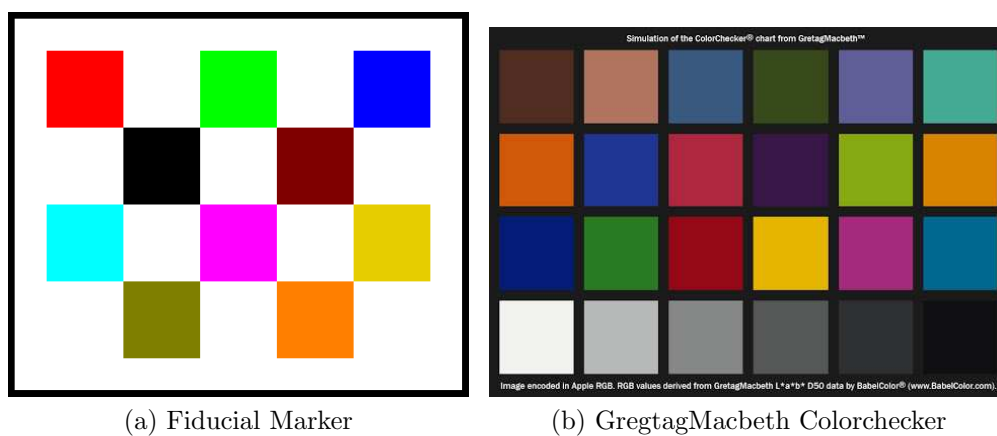 Simulation of the ColorChecker® chart from GretagMacbeth™
Image encoded in Apple RGB. RGB values derived from GretagMacbeth L*a*b* D50 data by BabelColor® (www.BabelColor.com).
(a) Fiducial Marker
(b) GregtagMacbeth Colorchecker